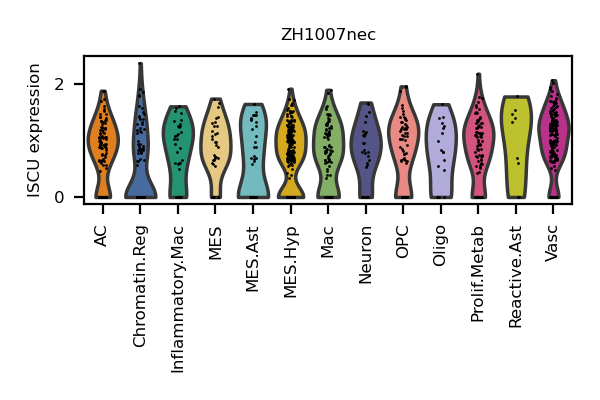 ZH1007nec
ISCU expression
2
0
AC
Chromatin.Reg
Inflammatory.Mac
MES
MES.Ast
MES.Hyp
Mac
Neuron
OPC
Oligo
Prolif.Metab
Reactive.Ast
Vasc